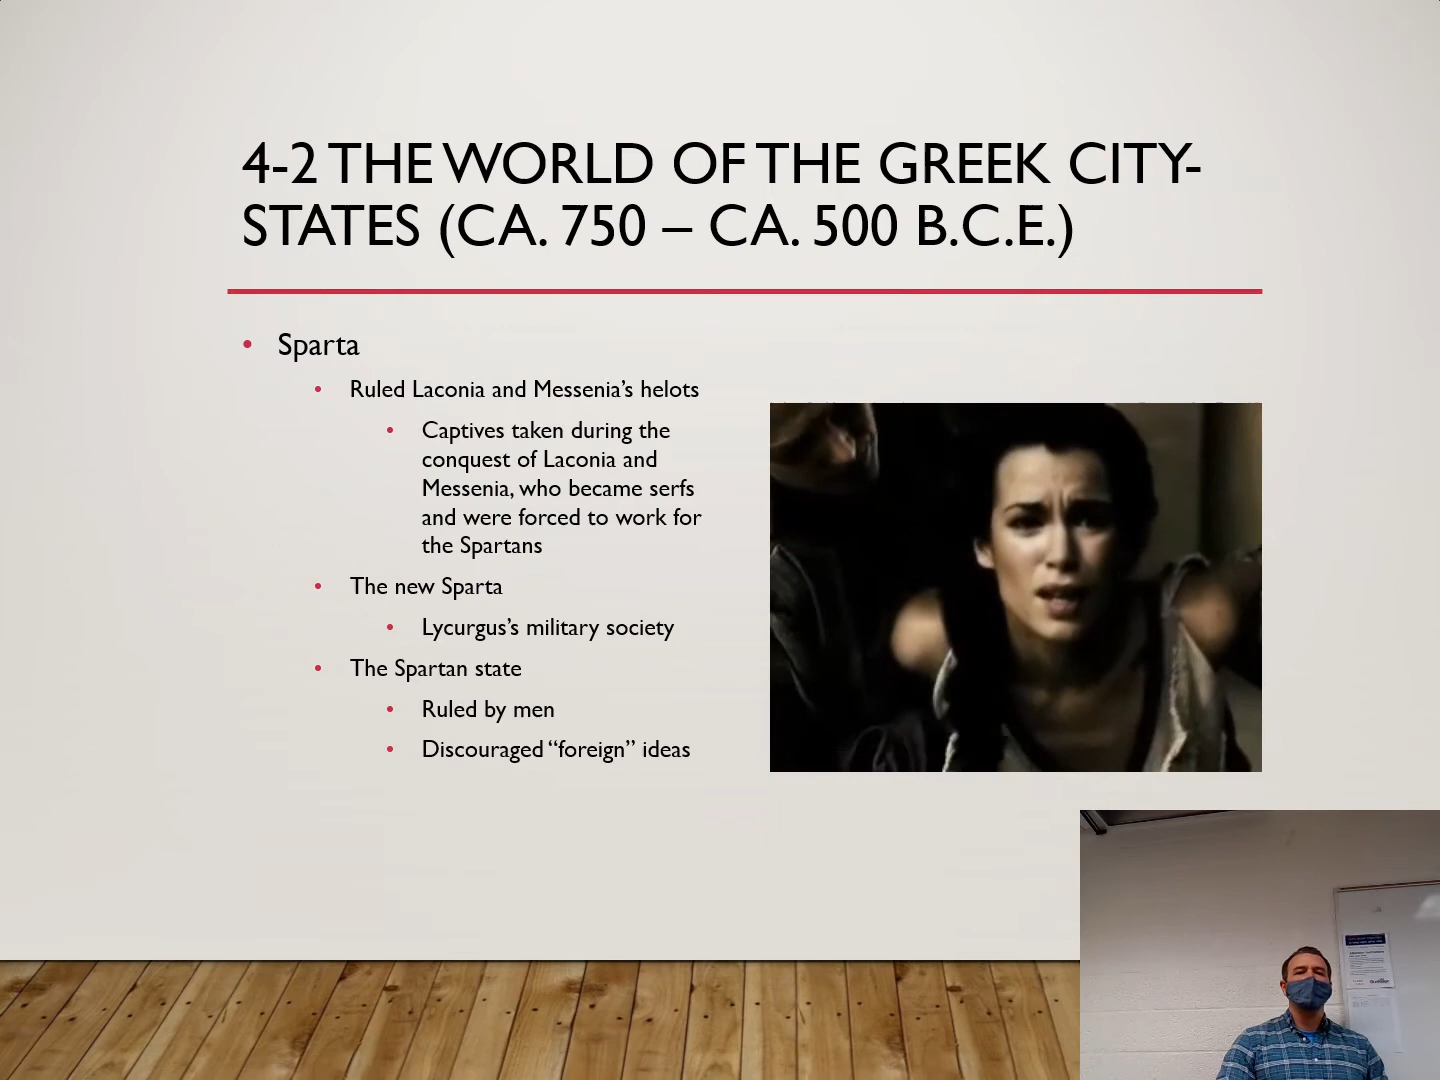 4-2 THE WORLD OF THE GREEK CITY-
STATES (CA. 750 – CA. 500 B.C.E.)
• Sparta
• Ruled Laconia and Messenia’s helots
• Captives taken during the
conquest of Laconia and
Messenia, who became serfs
and were forced to work for
the Spartans
• The new Sparta
• Lycurgus’s military society
• The Spartan state
• Ruled by men
• Discouraged “foreign” ideas